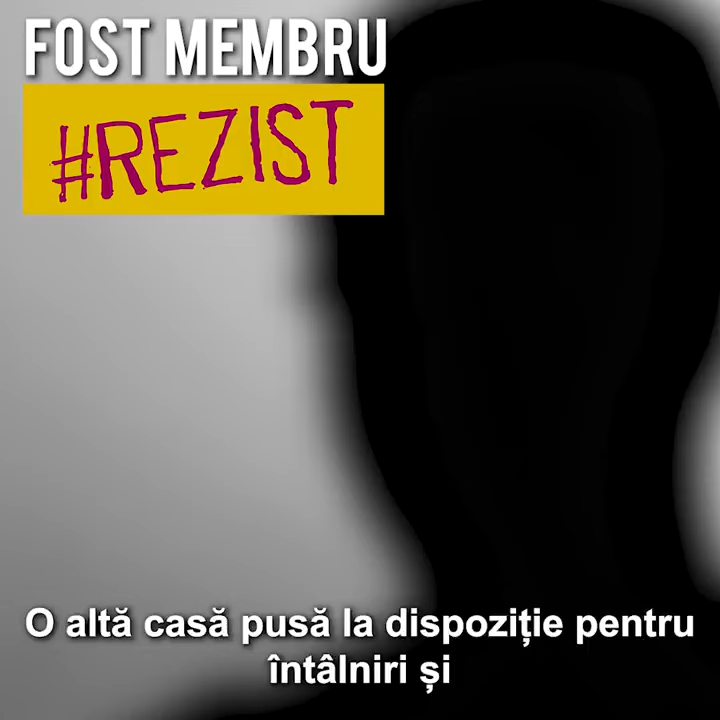 FOST MEMBRU
#REZIST
O altă casă pusă la dispoziție pentru
întâlniri și